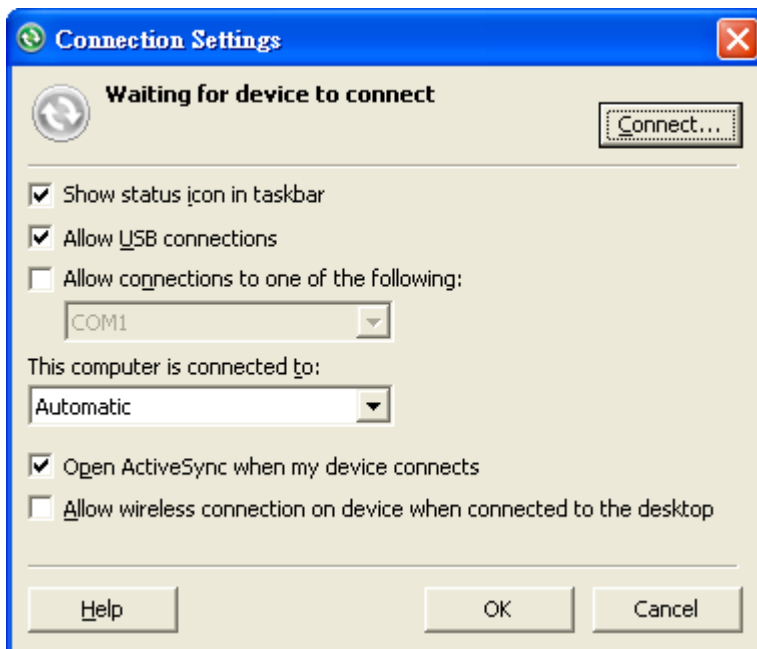 Connection Settings
Waiting for device to connect
Connect...
Show status icon in taskbar
Allow USB connections
Allow connections to one of the following:
COM1
This computer is connected to:
Automatic
Open ActiveSync when my device connects
Allow wireless connection on device when connected to the desktop
Help OK Cancel